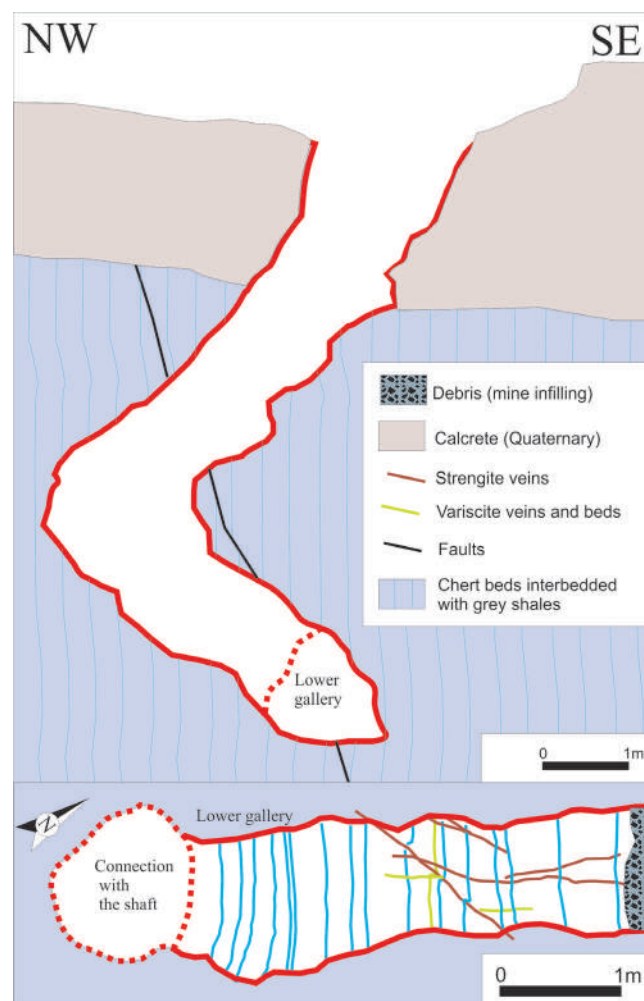 NW
SE
Debris (mine infilling)
Calcrete (Quaternary)
Strengite veins
Variscite veins and beds
Faults
Chert beds interbedded
with grey shales
Lower
gallery
0 1m
Lower gallery
N
Connection
with
the shaft
0 1m